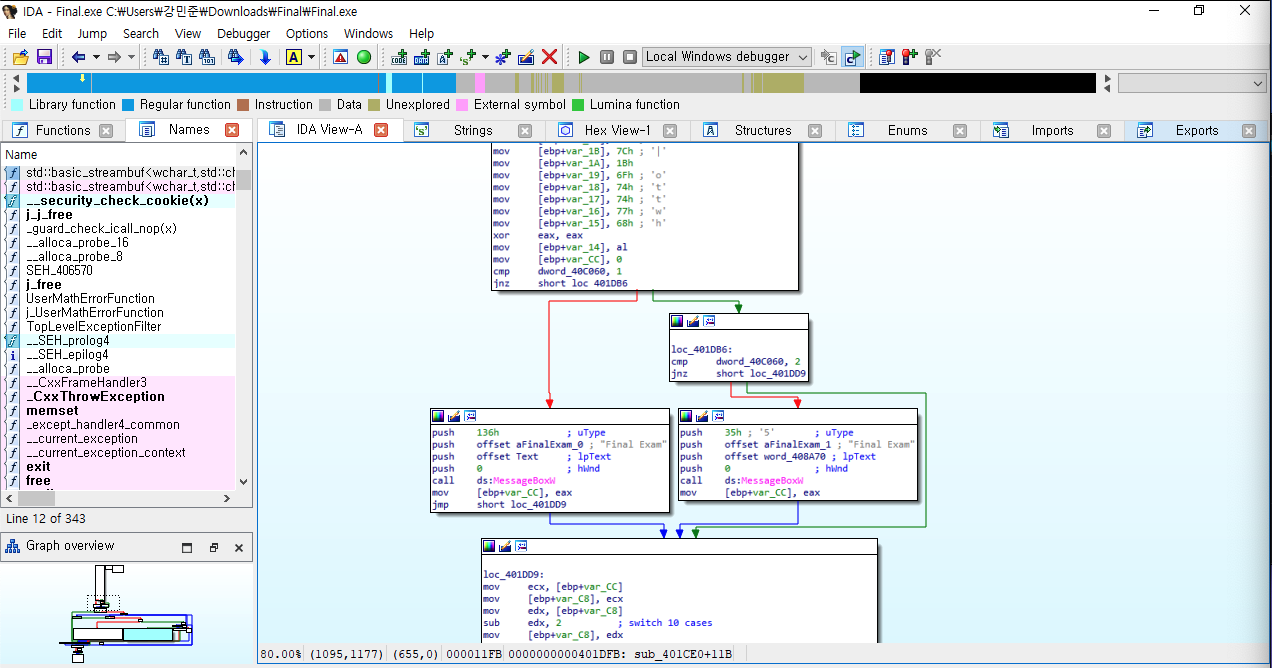 IDA - Final.exe C:₩Users₩강민준₩Downloads₩Final₩Final.exe
File Edit Jump Search View Debugger Options Windows Help
Local Windows debugger
Library function Regular function Instruction Data Unexplored External symbol Lumina function
Functions Names IDA View-A Strings Hex View-1 Structures Enums Imports Exports
Name
std::basic_streambuf<wchar_t,std::ch
std::basic_streambuf<wchar_t,std::ch
__security_check_cookie(x)
j_j_free
_guard_check_icall_nop(x)
__alloca_probe_16
__alloca_probe_8
SEH_406570
j_free
UserMathErrorFunction
j_UserMathErrorFunction
TopLevelExceptionFilter
__SEH_prolog4
__SEH_epilog4
__alloca_probe
__CxxFrameHandler3
_CxxThrowException
memset
_except_handler4_common
__current_exception
__current_exception_context
exit
free
Line 12 of 343
Graph overview
mov [ebp+var_1B], 7Ch ; '|'
mov [ebp+var_1A], 1Bh
mov [ebp+var_19], 6Fh ; 'o'
mov [ebp+var_18], 74h ; 't'
mov [ebp+var_17], 74h ; 't'
mov [ebp+var_16], 77h ; 'w'
mov [ebp+var_15], 68h ; 'h'
xor eax, eax
mov [ebp+var_14], al
mov [ebp+var_CC], 0
cmp dword_40C060, 1
jnz short loc_401DB6
loc_401DB6:
cmp dword_40C060, 2
jnz short loc_401DD9
push 136h ; uType
push offset aFinalExam_0 ; "Final Exam"
push offset Text ; lpText
push 0 ; hWnd
call ds:MessageBoxW
mov [ebp+var_CC], eax
jmp short loc_401DD9
push 35h ; '5' ; uType
push offset aFinalExam_1 ; "Final Exam"
push offset word_408A70 ; lpText
push 0 ; hWnd
call ds:MessageBoxW
mov [ebp+var_CC], eax
loc_401DD9:
mov ecx, [ebp+var_CC]
mov [ebp+var_C8], ecx
mov edx, [ebp+var_C8]
sub edx, 2 ; switch 10 cases
mov [ebp+var_C8], edx
80.00% (1095,1177) (655,0) 000011FB 0000000000401DFB: sub_401CE0+11B